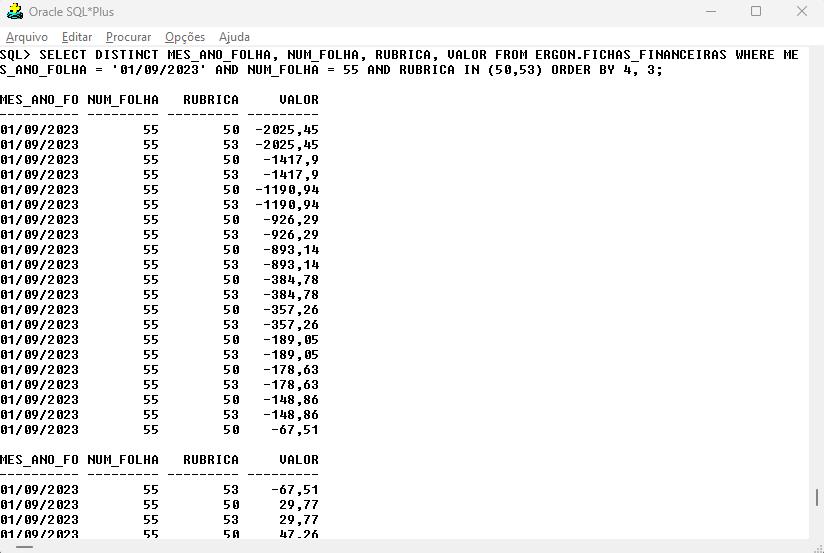 Oracle SQL*Plus
Arquivo Editar Procurar Opções Ajuda
SQL> SELECT DISTINCT MES_ANO_FOLHA, NUM_FOLHA, RUBRICA, VALOR FROM ERGON.FICHAS_FINANCEIRAS WHERE ME
S_ANO_FOLHA = '01/09/2023' AND NUM_FOLHA = 55 AND RUBRICA IN (50,53) ORDER BY 4, 3;
MES_ANO_FO NUM_FOLHA   RUBRICA     VALOR
---------- --------- --------- ---------
01/09/2023        55        50  -2025,45
01/09/2023        55        53  -2025,45
01/09/2023        55        50   -1417,9
01/09/2023        55        53   -1417,9
01/09/2023        55        50  -1190,94
01/09/2023        55        53  -1190,94
01/09/2023        55        50   -926,29
01/09/2023        55        53   -926,29
01/09/2023        55        50   -893,14
01/09/2023        55        53   -893,14
01/09/2023        55        50   -384,78
01/09/2023        55        53   -384,78
01/09/2023        55        50   -357,26
01/09/2023        55        53   -357,26
01/09/2023        55        50   -189,05
01/09/2023        55        53   -189,05
01/09/2023        55        50   -178,63
01/09/2023        55        53   -178,63
01/09/2023        55        50   -148,86
01/09/2023        55        53   -148,86
01/09/2023        55        50    -67,51
MES_ANO_FO NUM_FOLHA   RUBRICA     VALOR
---------- --------- --------- ---------
01/09/2023        55        53    -67,51
01/09/2023        55        50     29,77
01/09/2023        55        53     29,77
01/09/2023        55        50     47,26